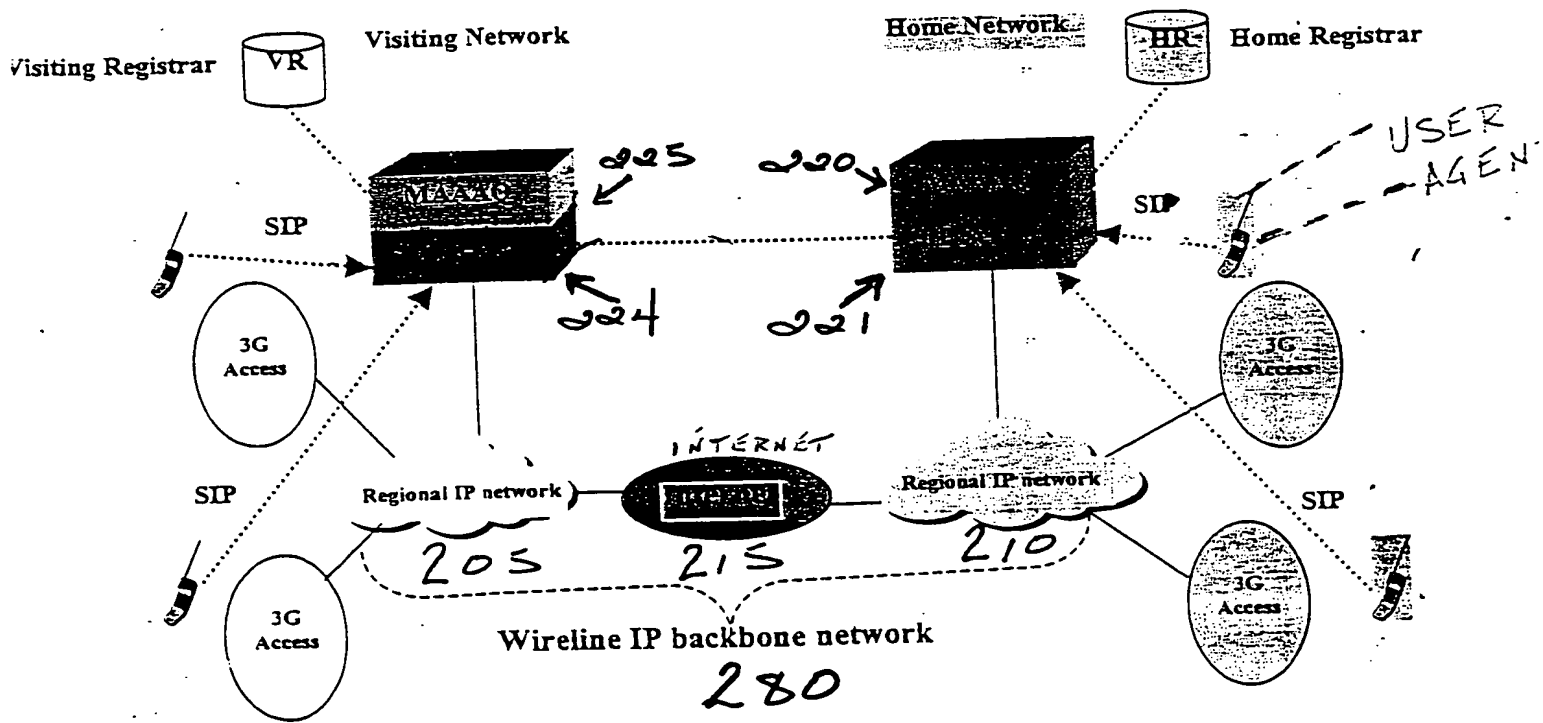 Visiting Network
Home Network
Visiting Registrar
VR
HR
Home Registrar
USER
AGEN
225
220
MAAAQ
SIP
SIP
224
221
3G
Access
3G
Access
INTERNET
SIP
Regional IP network
Regional IP network
SIP
205
215
210
3G
Access
3G
Access
Wireline IP backbone network
280